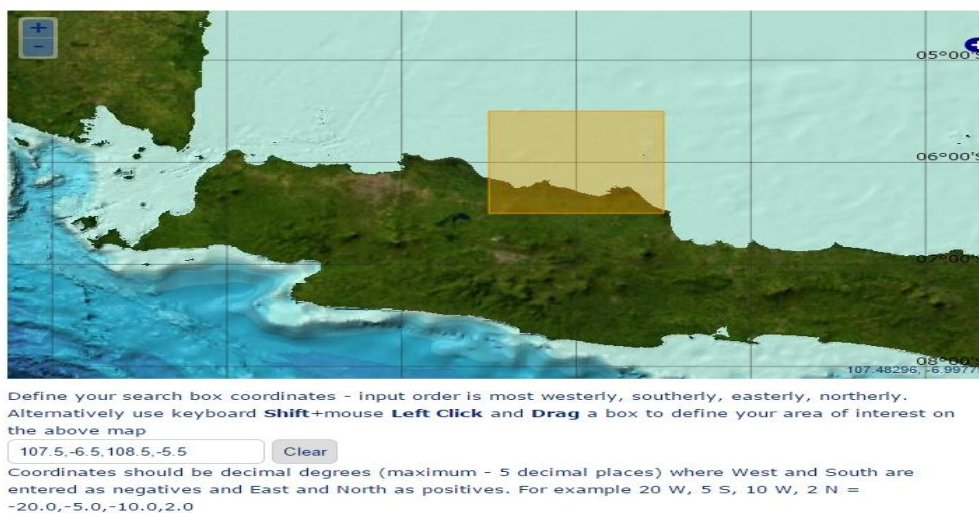 +
−
05°00'S
06°00'S
07°00'S
08°00'S
107.48296, -6.9977
Define your search box coordinates - input order is most westerly, southerly, easterly, northerly.
Alternatively use keyboard Shift+mouse Left Click and Drag a box to define your area of interest on
the above map
107.5,-6.5,108.5,-5.5
Clear
Coordinates should be decimal degrees (maximum - 5 decimal places) where West and South are
entered as negatives and East and North as positives. For example 20 W, 5 S, 10 W, 2 N =
-20.0,-5.0,-10.0,2.0